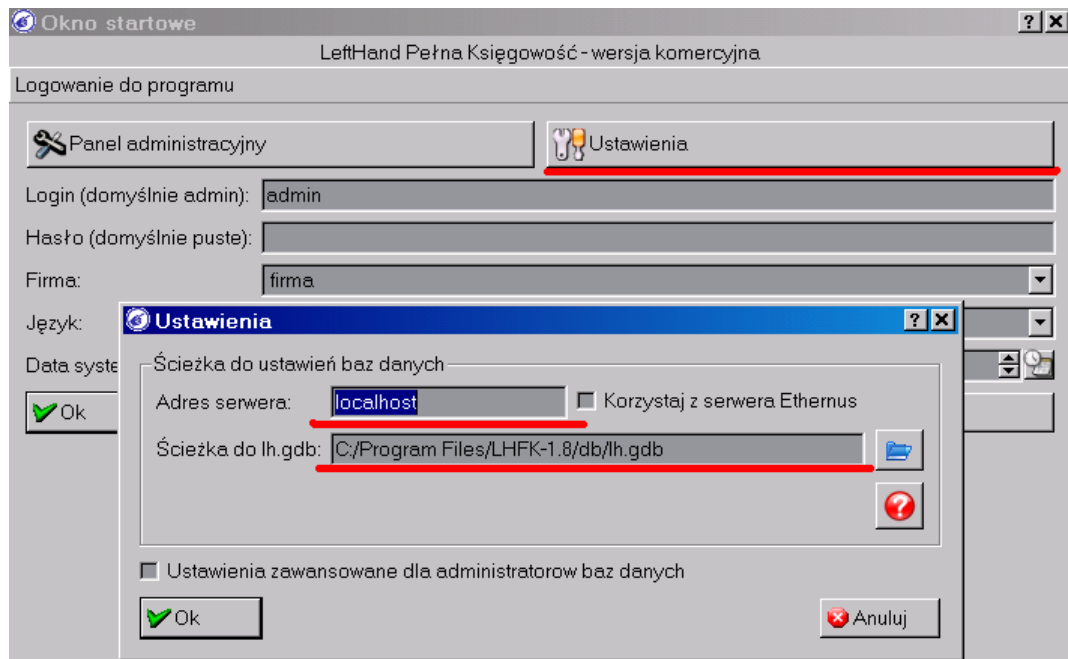 Okno startowe
LeftHand Pełna Księgowość - wersja komercyjna
Logowanie do programu
Panel administracyjny
Ustawienia
Login (domyślnie admin): admin
Hasło (domyślnie puste):
Firma: firma
Język:
Ustawienia
Data syste
Ścieżka do ustawień baz danych
Adres serwera: localhost Korzystaj z serwera Ethernus
Ok
Ścieżka do lh.gdb: C:/Program Files/LHFK-1.8/db/lh.gdb
Ustawienia zawansowane dla administratorow baz danych
Ok
Anuluj